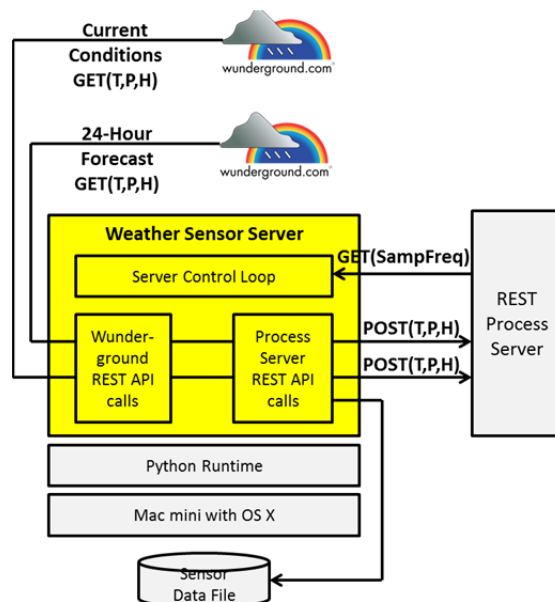 Current
Conditions
GET(T,P,H)
wunderground.com®
24-Hour
Forecast
GET(T,P,H)
wunderground.com®
Weather Sensor Server
Server Control Loop
GET(SampFreq)
REST
Process
Server
Wunder-
ground
REST API
calls
Process
Server
REST API
calls
POST(T,P,H)
POST(T,P,H)
Python Runtime
Mac mini with OS X
Sensor
Data File